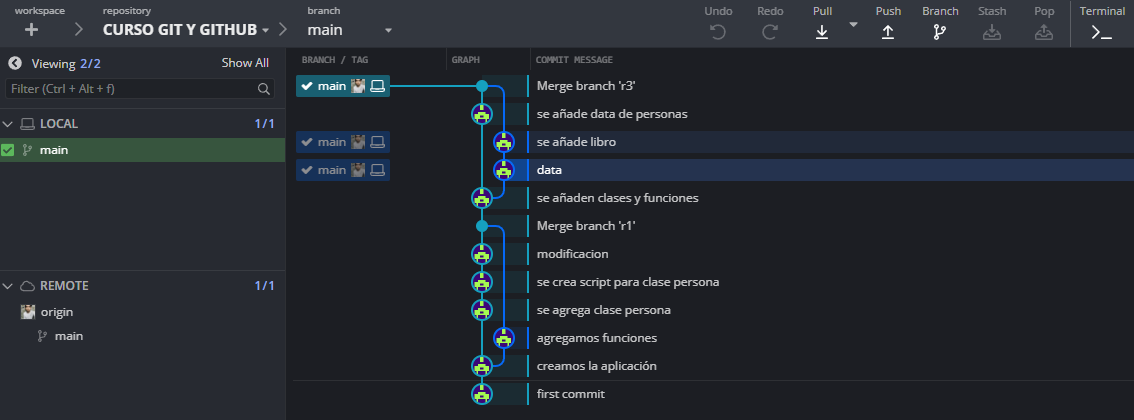 workspace repository branch
CURSO GIT Y GITHUB main
Undo Redo Pull Push Branch Stash Pop Terminal
Viewing 2/2 Show All
Filter (Ctrl + Alt + f)
LOCAL 1/1
main
REMOTE 1/1
origin
main
BRANCH / TAG GRAPH COMMIT MESSAGE
main Merge branch 'r3'
se añade data de personas
main se añade libro
main data
se añaden clases y funciones
Merge branch 'r1'
modificacion
se crea script para clase persona
se agrega clase persona
agregamos funciones
creamos la aplicación
first commit